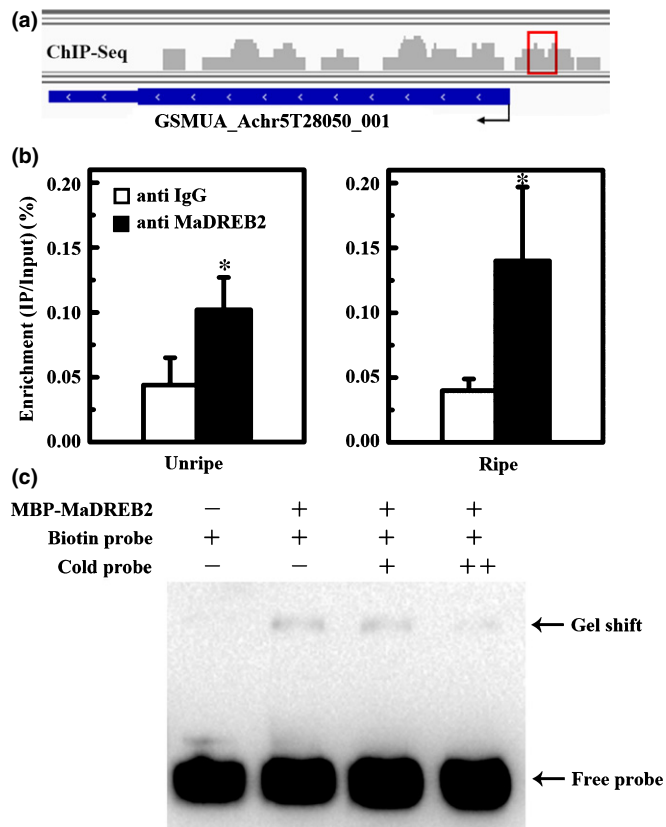 (a)
ChIP-Seq
GSMUA_Achr5T28050_001
(b)
Enrichment (IP/Input) (%)
0.20
0.15
0.10
0.05
0.00
anti IgG
anti MaDREB2
*
Unripe
0.20
0.15
0.10
0.05
0.00
*
Ripe
(c)
MBP-MaDREB2 − + + +
Biotin probe + + + +
Cold probe − − + ++
Gel shift
Free probe